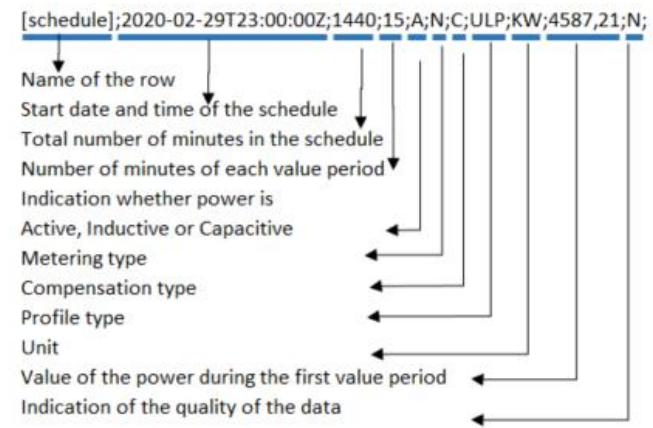 [schedule];2020-02-29T23:00:00Z;1440;15;A;N;C;ULP;KW;4587,21;N;
Name of the row
Start date and time of the schedule
Total number of minutes in the schedule
Number of minutes of each value period
Indication whether power is
Active, Inductive or Capacitive
Metering type
Compensation type
Profile type
Unit
Value of the power during the first value period
Indication of the quality of the data